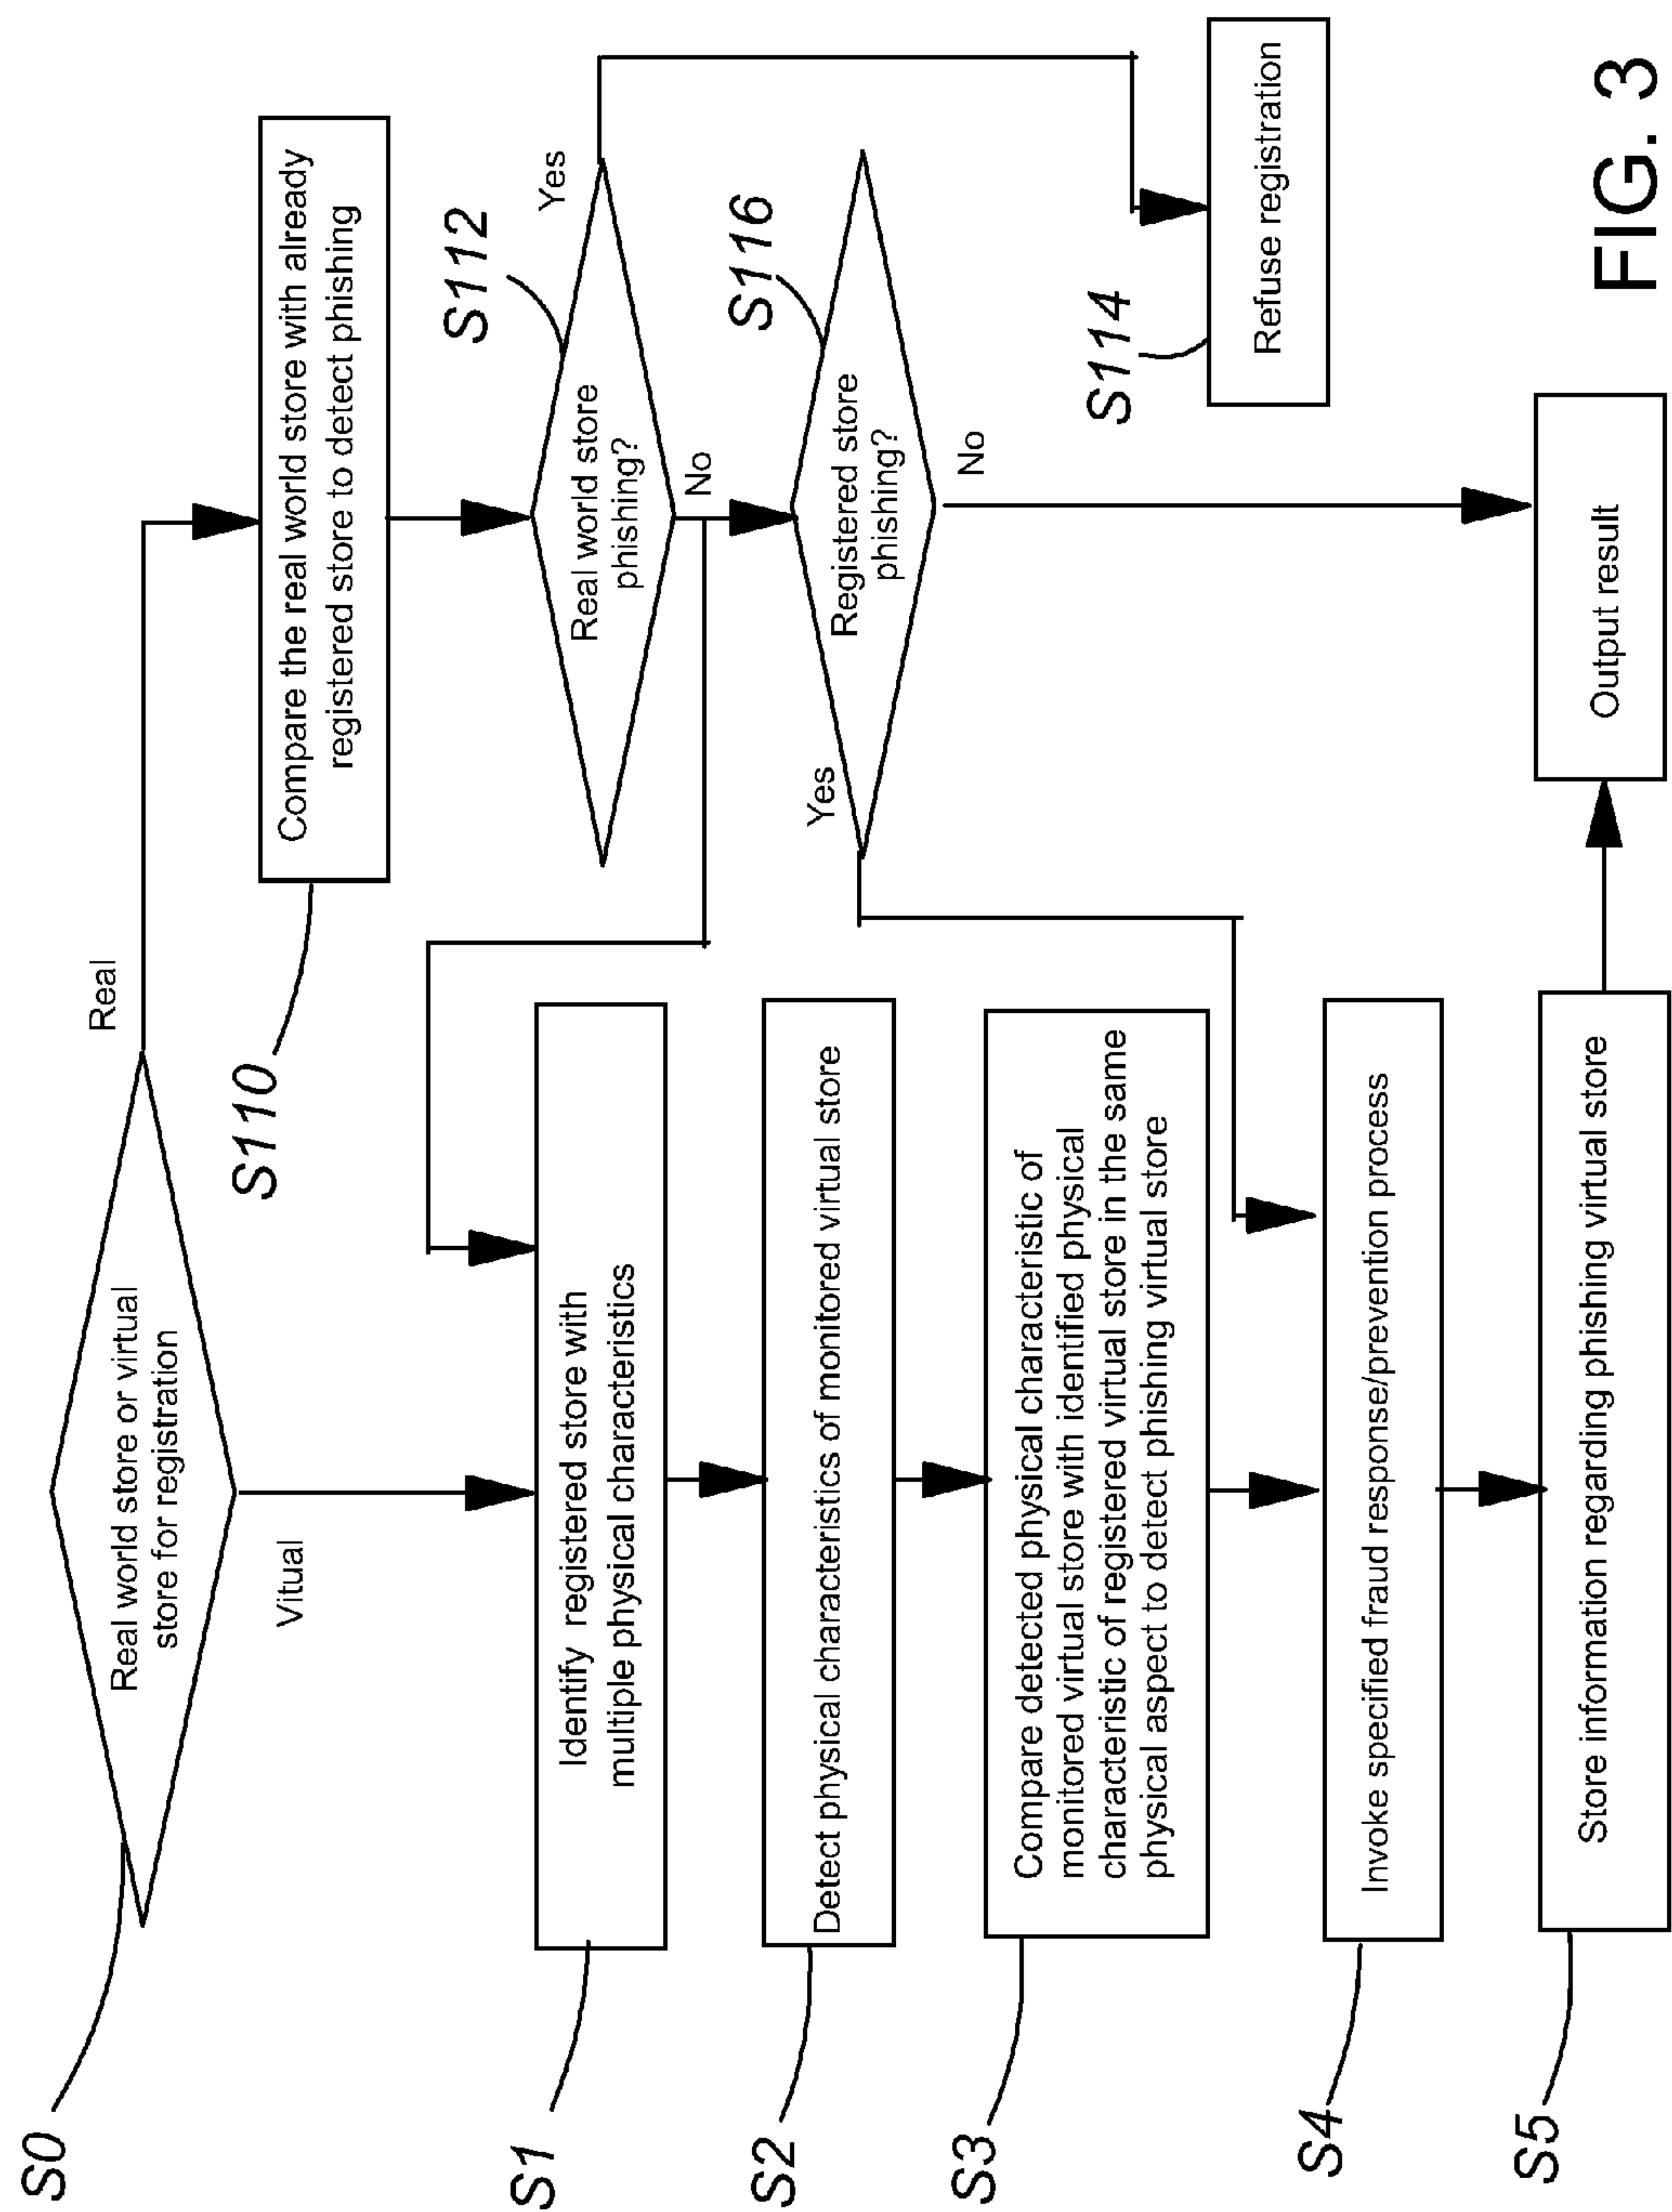 S0
Real world store or virtual
store for registration
Real
Vitual
S110
Compare the real world store with already
registered store to detect phishing
S112
Real world store
phishing?
Yes
No
S116
Registered store
phishing?
Yes
No
S114
Refuse registration
S1
Identify registered store with
multiple physical characteristics
S2
Detect physical characteristics of monitored virtual store
S3
Compare detected physical characteristic of
monitored virtual store with identified physical
characteristic of registered virtual store in the same
physical aspect to detect phishing virtual store
S4
Invoke specified fraud response/prevention process
S5
Store information regarding phishing virtual store
Output result
FIG. 3